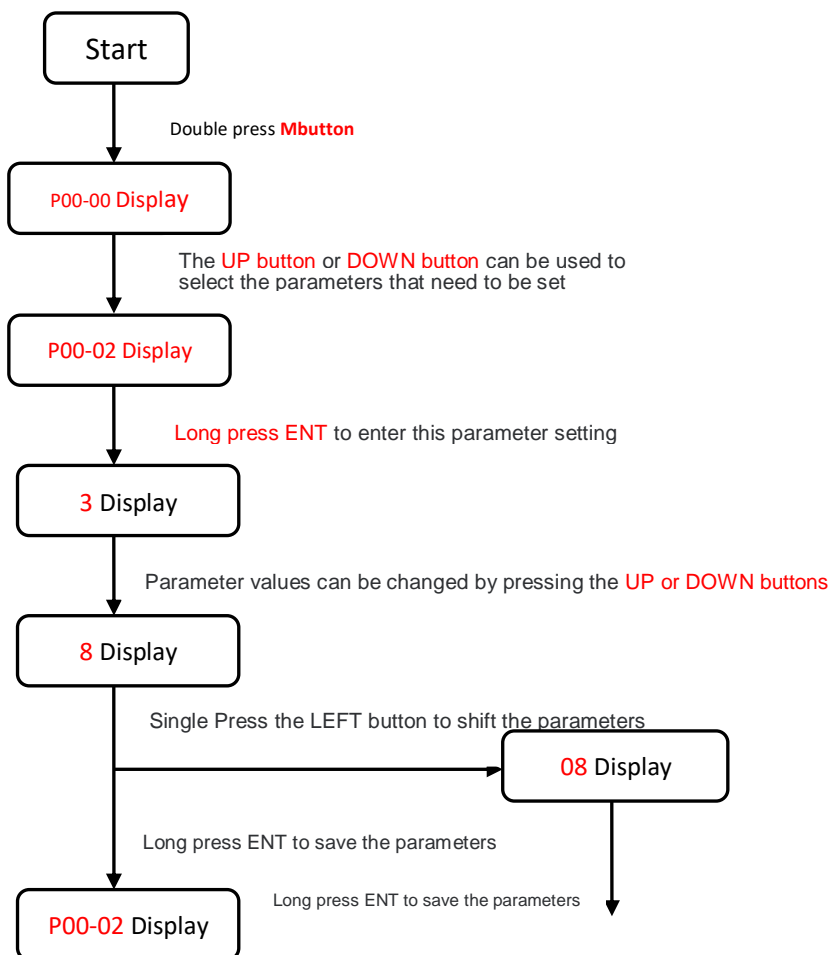 Start
Double press Mbutton
P00-00 Display
The UP button or DOWN button can be used to
select the parameters that need to be set
P00-02 Display
Long press ENT to enter this parameter setting
3 Display
Parameter values can be changed by pressing the UP or DOWN buttons
8 Display
Single Press the LEFT button to shift the parameters
08 Display
Long press ENT to save the parameters
Long press ENT to save the parameters
P00-02 Display